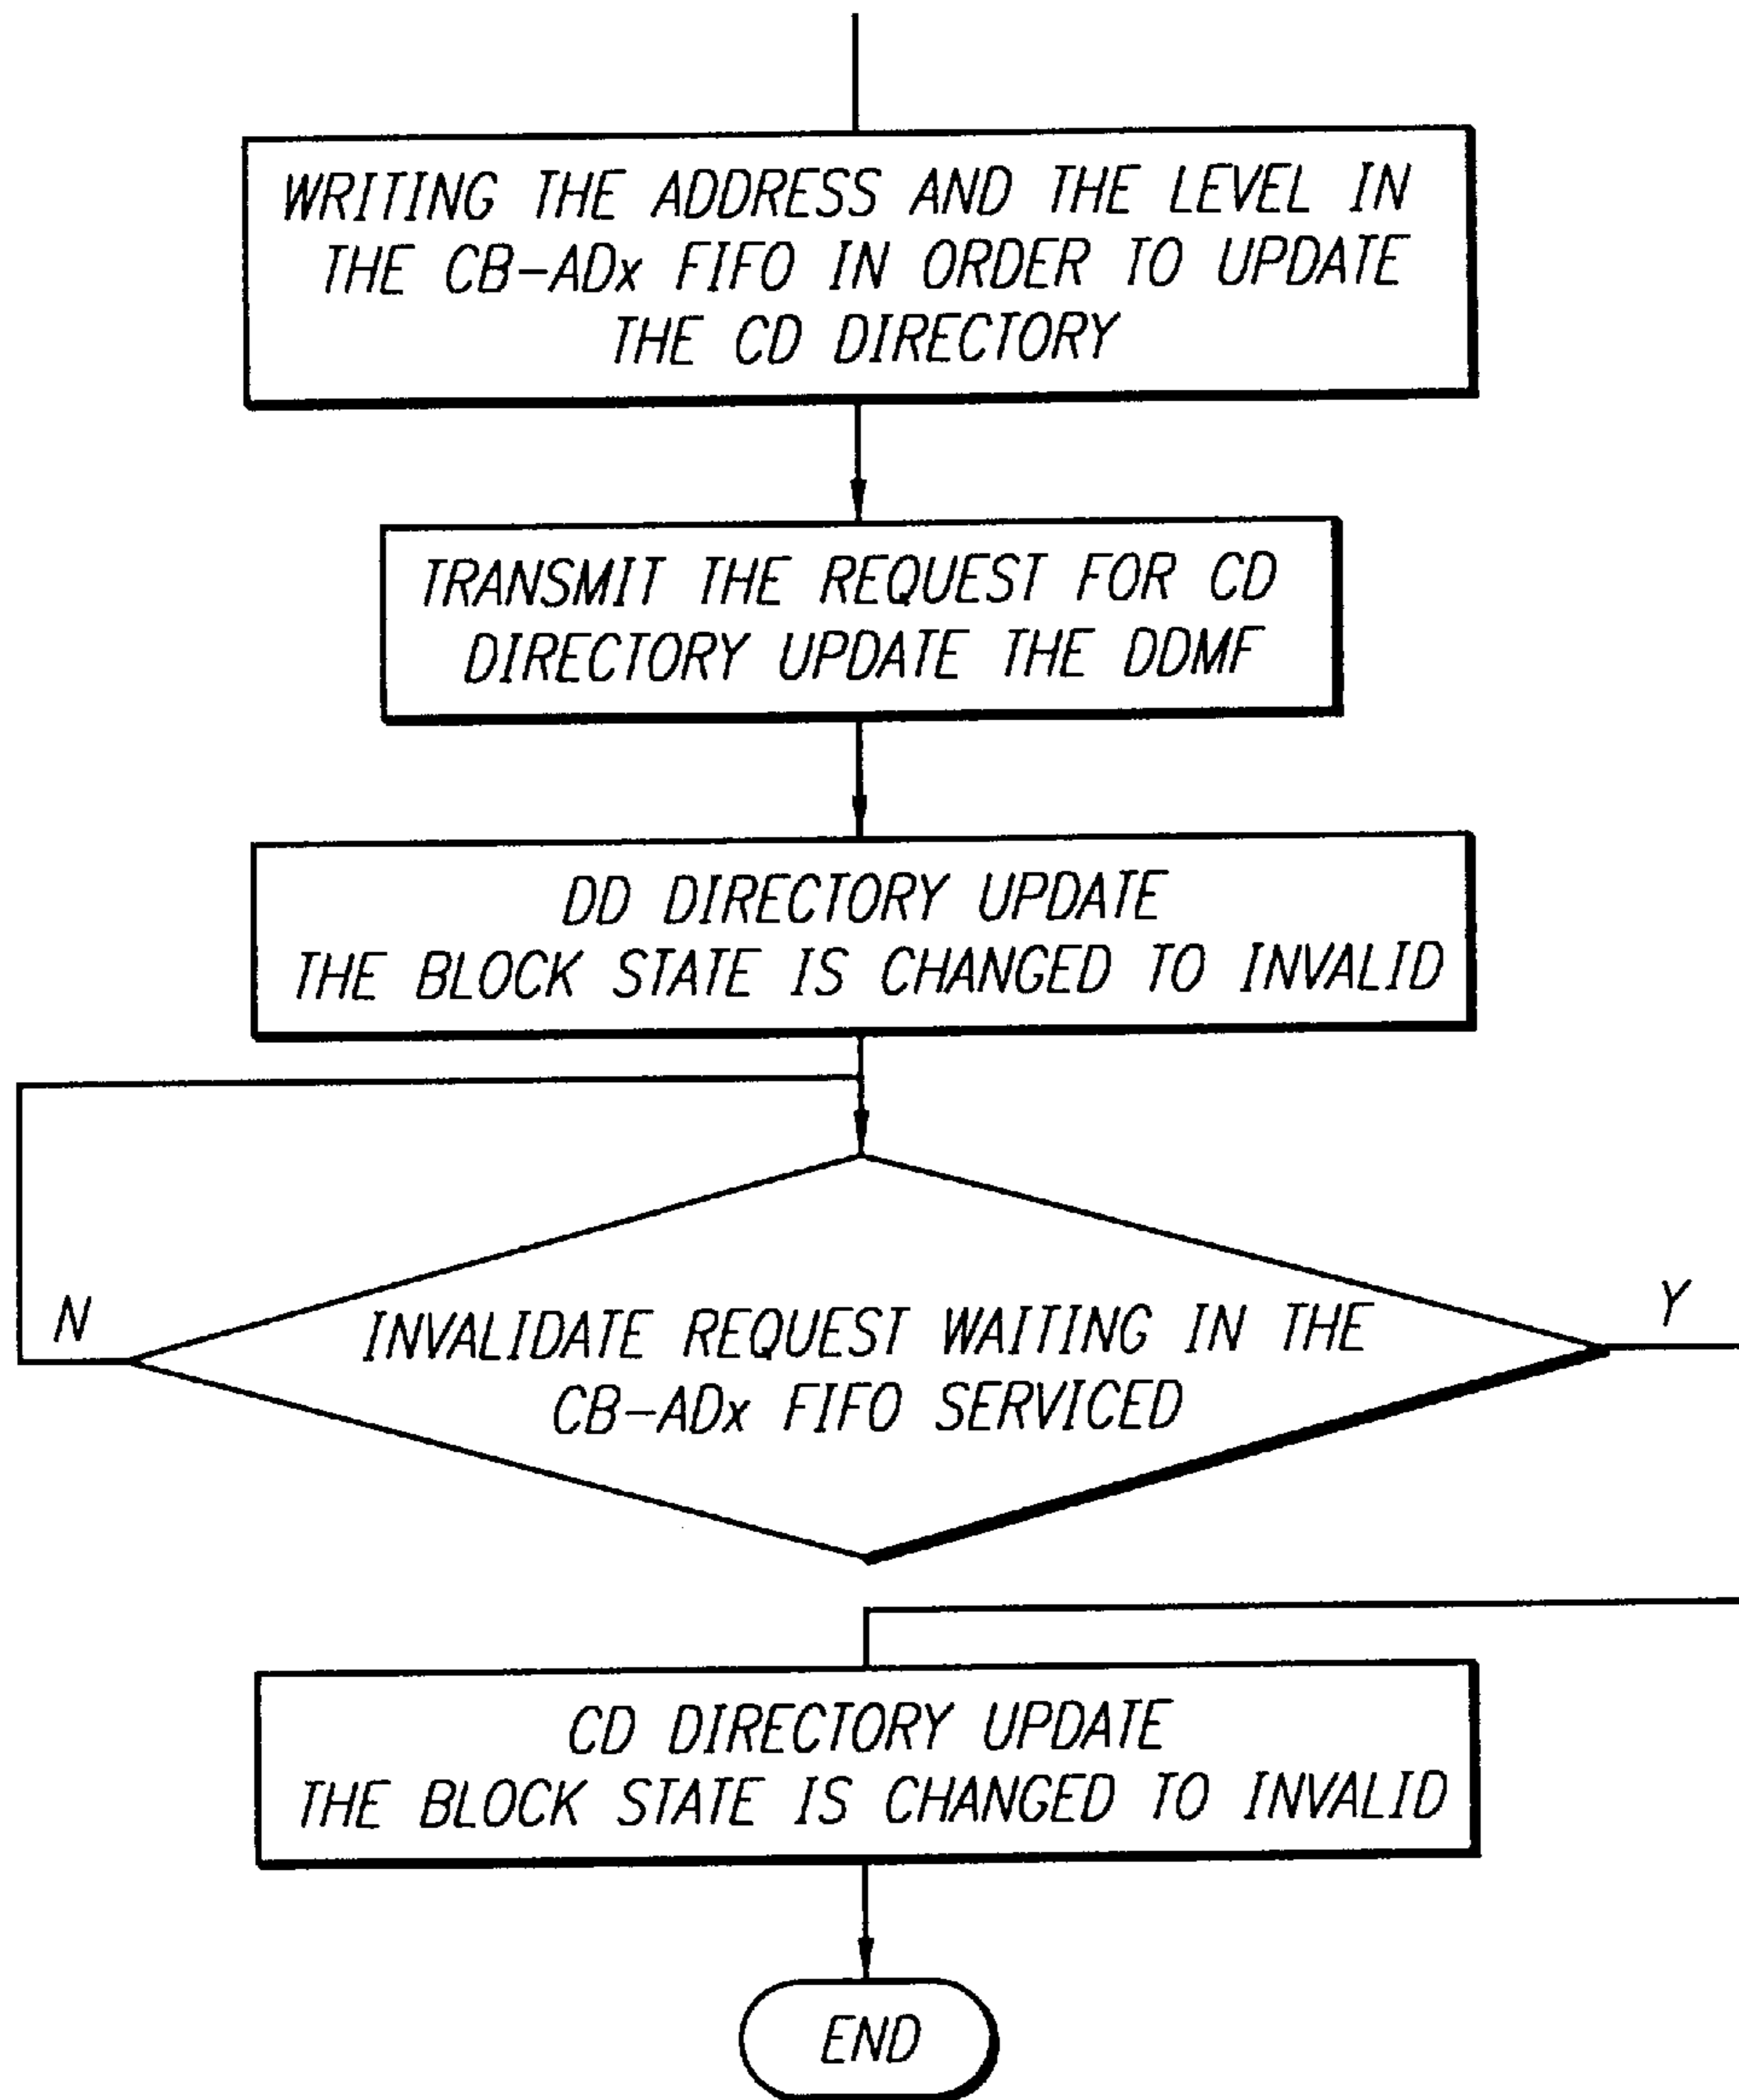 WRITING THE ADDRESS AND THE LEVEL IN
THE CB-ADx FIFO IN ORDER TO UPDATE
THE CD DIRECTORY
TRANSMIT THE REQUEST FOR CD
DIRECTORY UPDATE THE DDMF
DD DIRECTORY UPDATE
THE BLOCK STATE IS CHANGED TO INVALID
N
Y
INVALIDATE REQUEST WAITING IN THE
CB-ADx FIFO SERVICED
CD DIRECTORY UPDATE
THE BLOCK STATE IS CHANGED TO INVALID
END